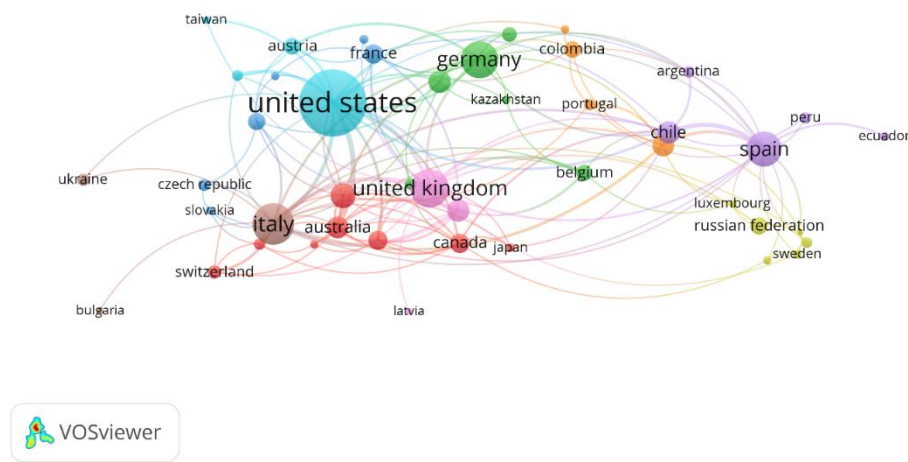 taiwan
austria
france
germany
colombia
united states
kazakhstan
portugal
argentina
peru
chile
ecuador
spain
ukraine
czech republic
slovakia
united kingdom
belgium
luxembourg
italy
australia
canada
japan
russian federation
sweden
switzerland
bulgaria
latvia
VOSviewer